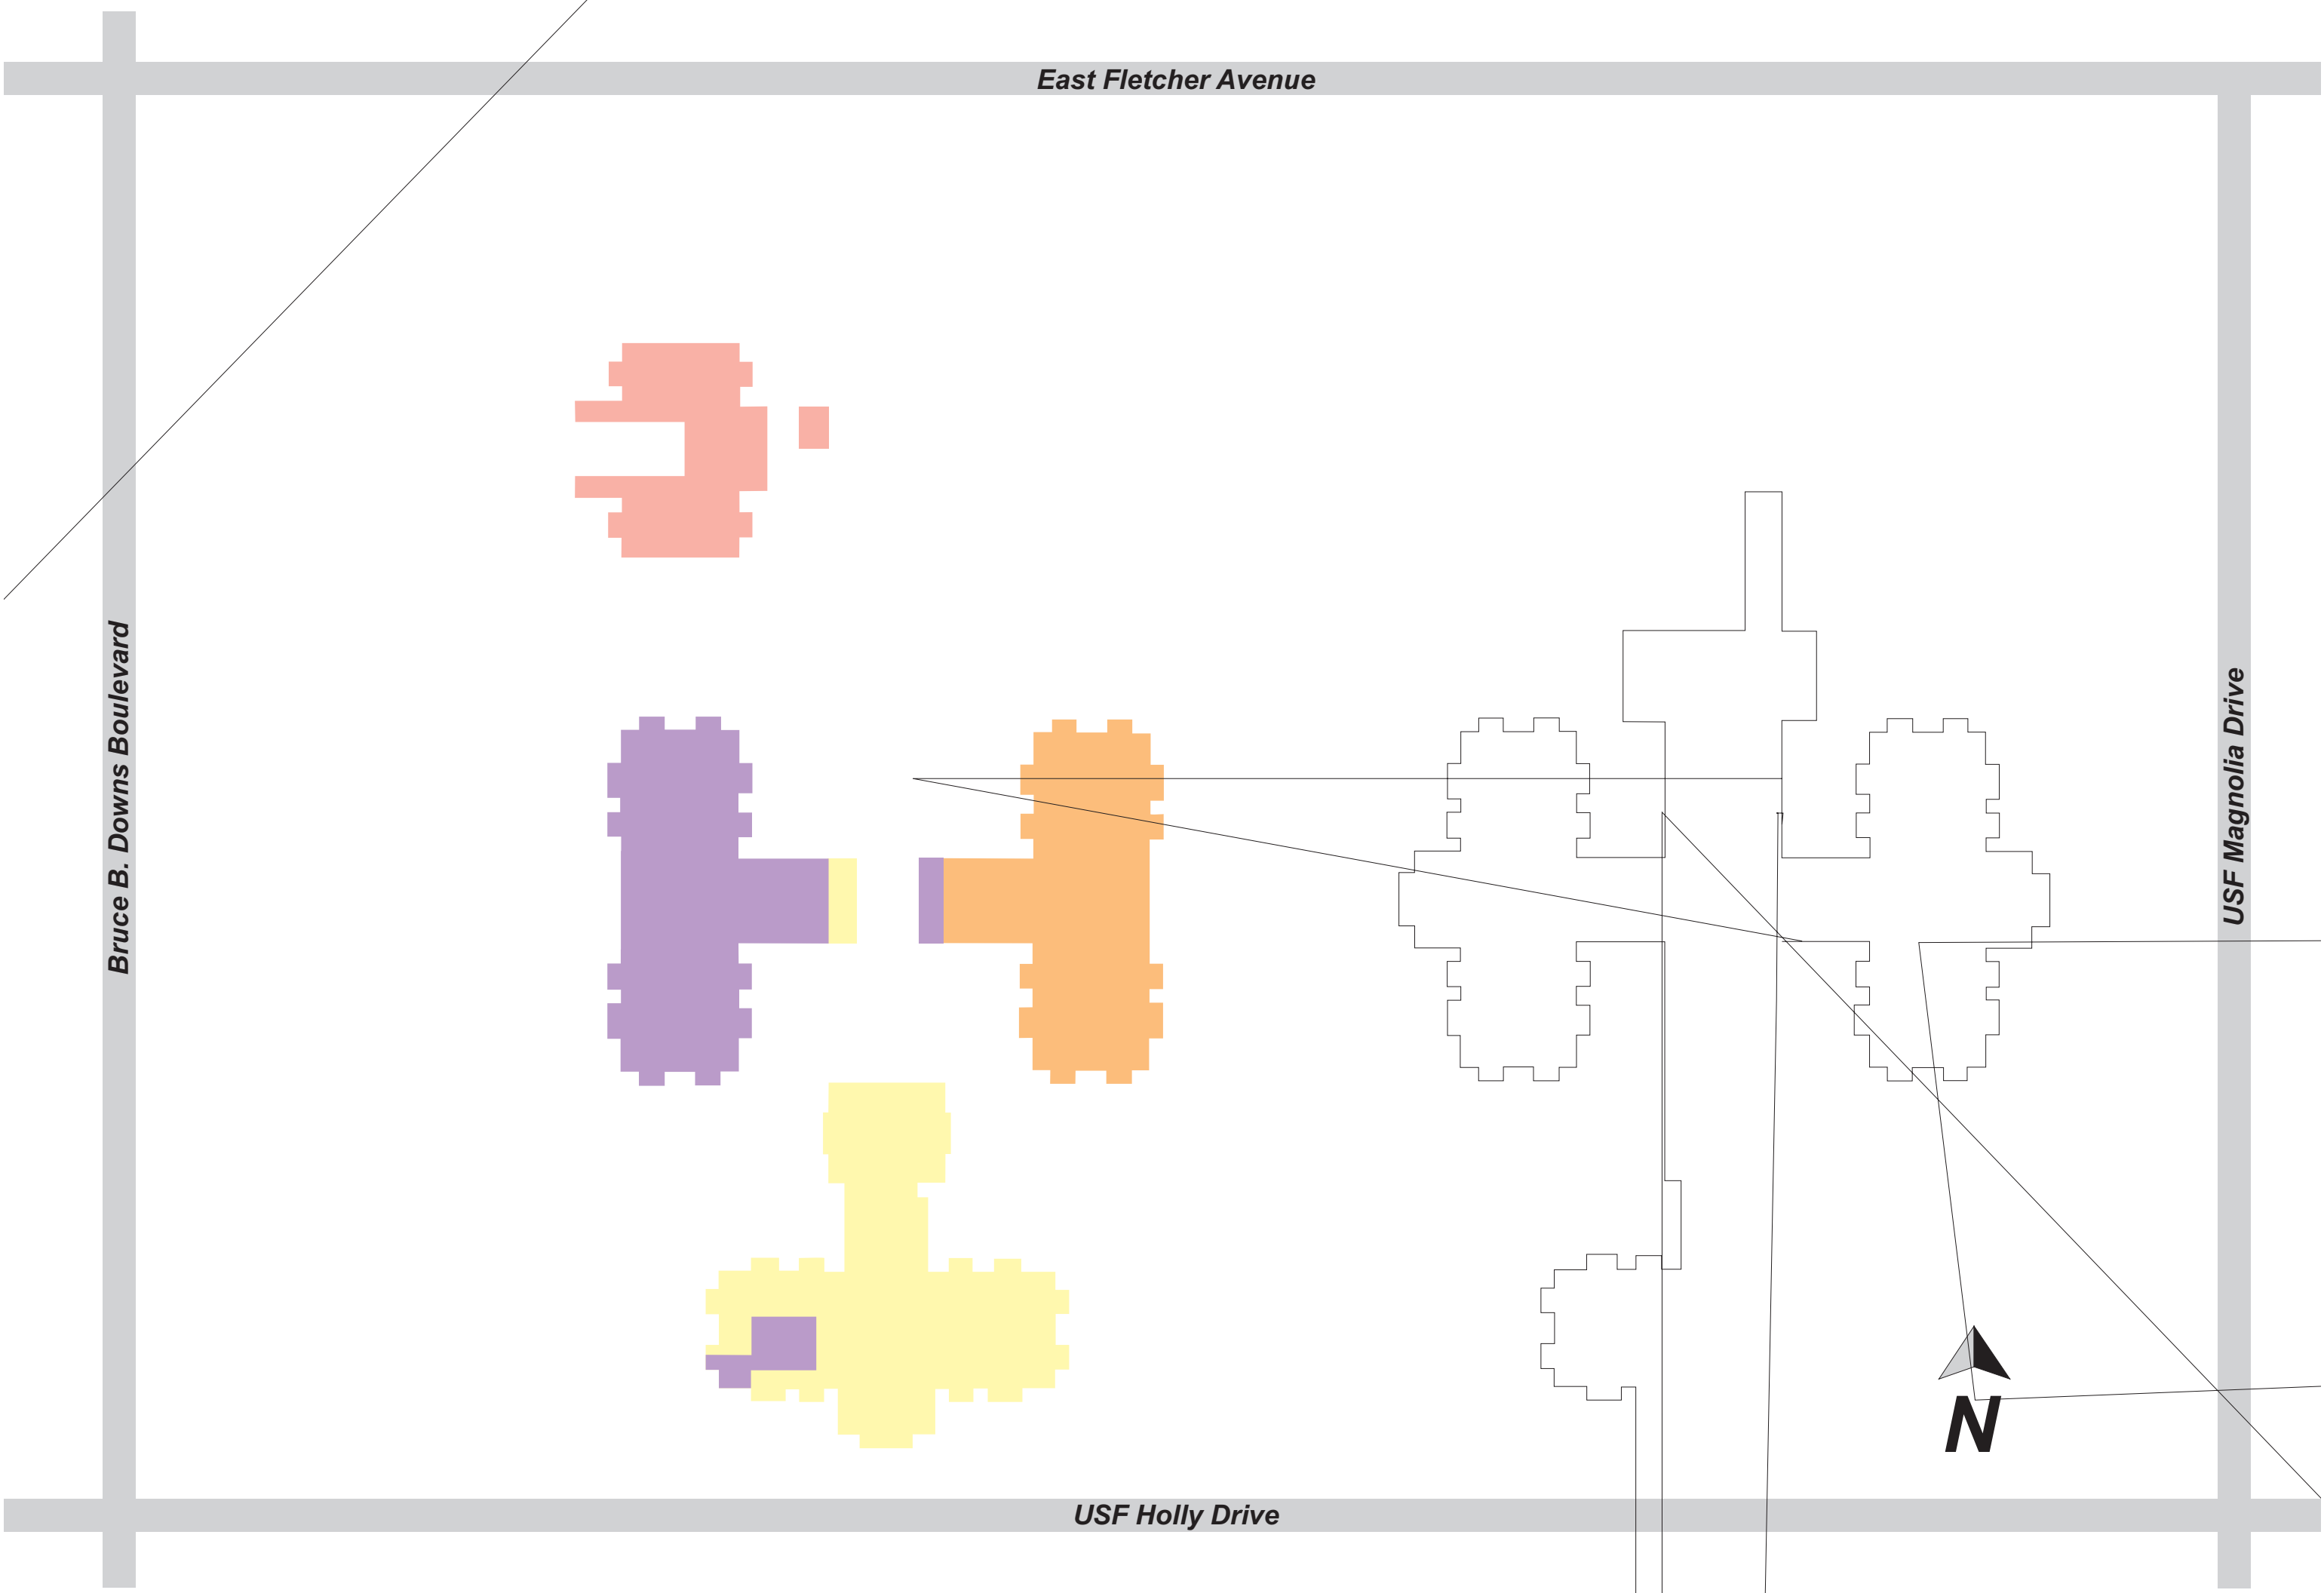 East Fletcher Avenue
Bruce B. Downs Boulevard
USF Magnolia Drive
N
USF Holly Drive